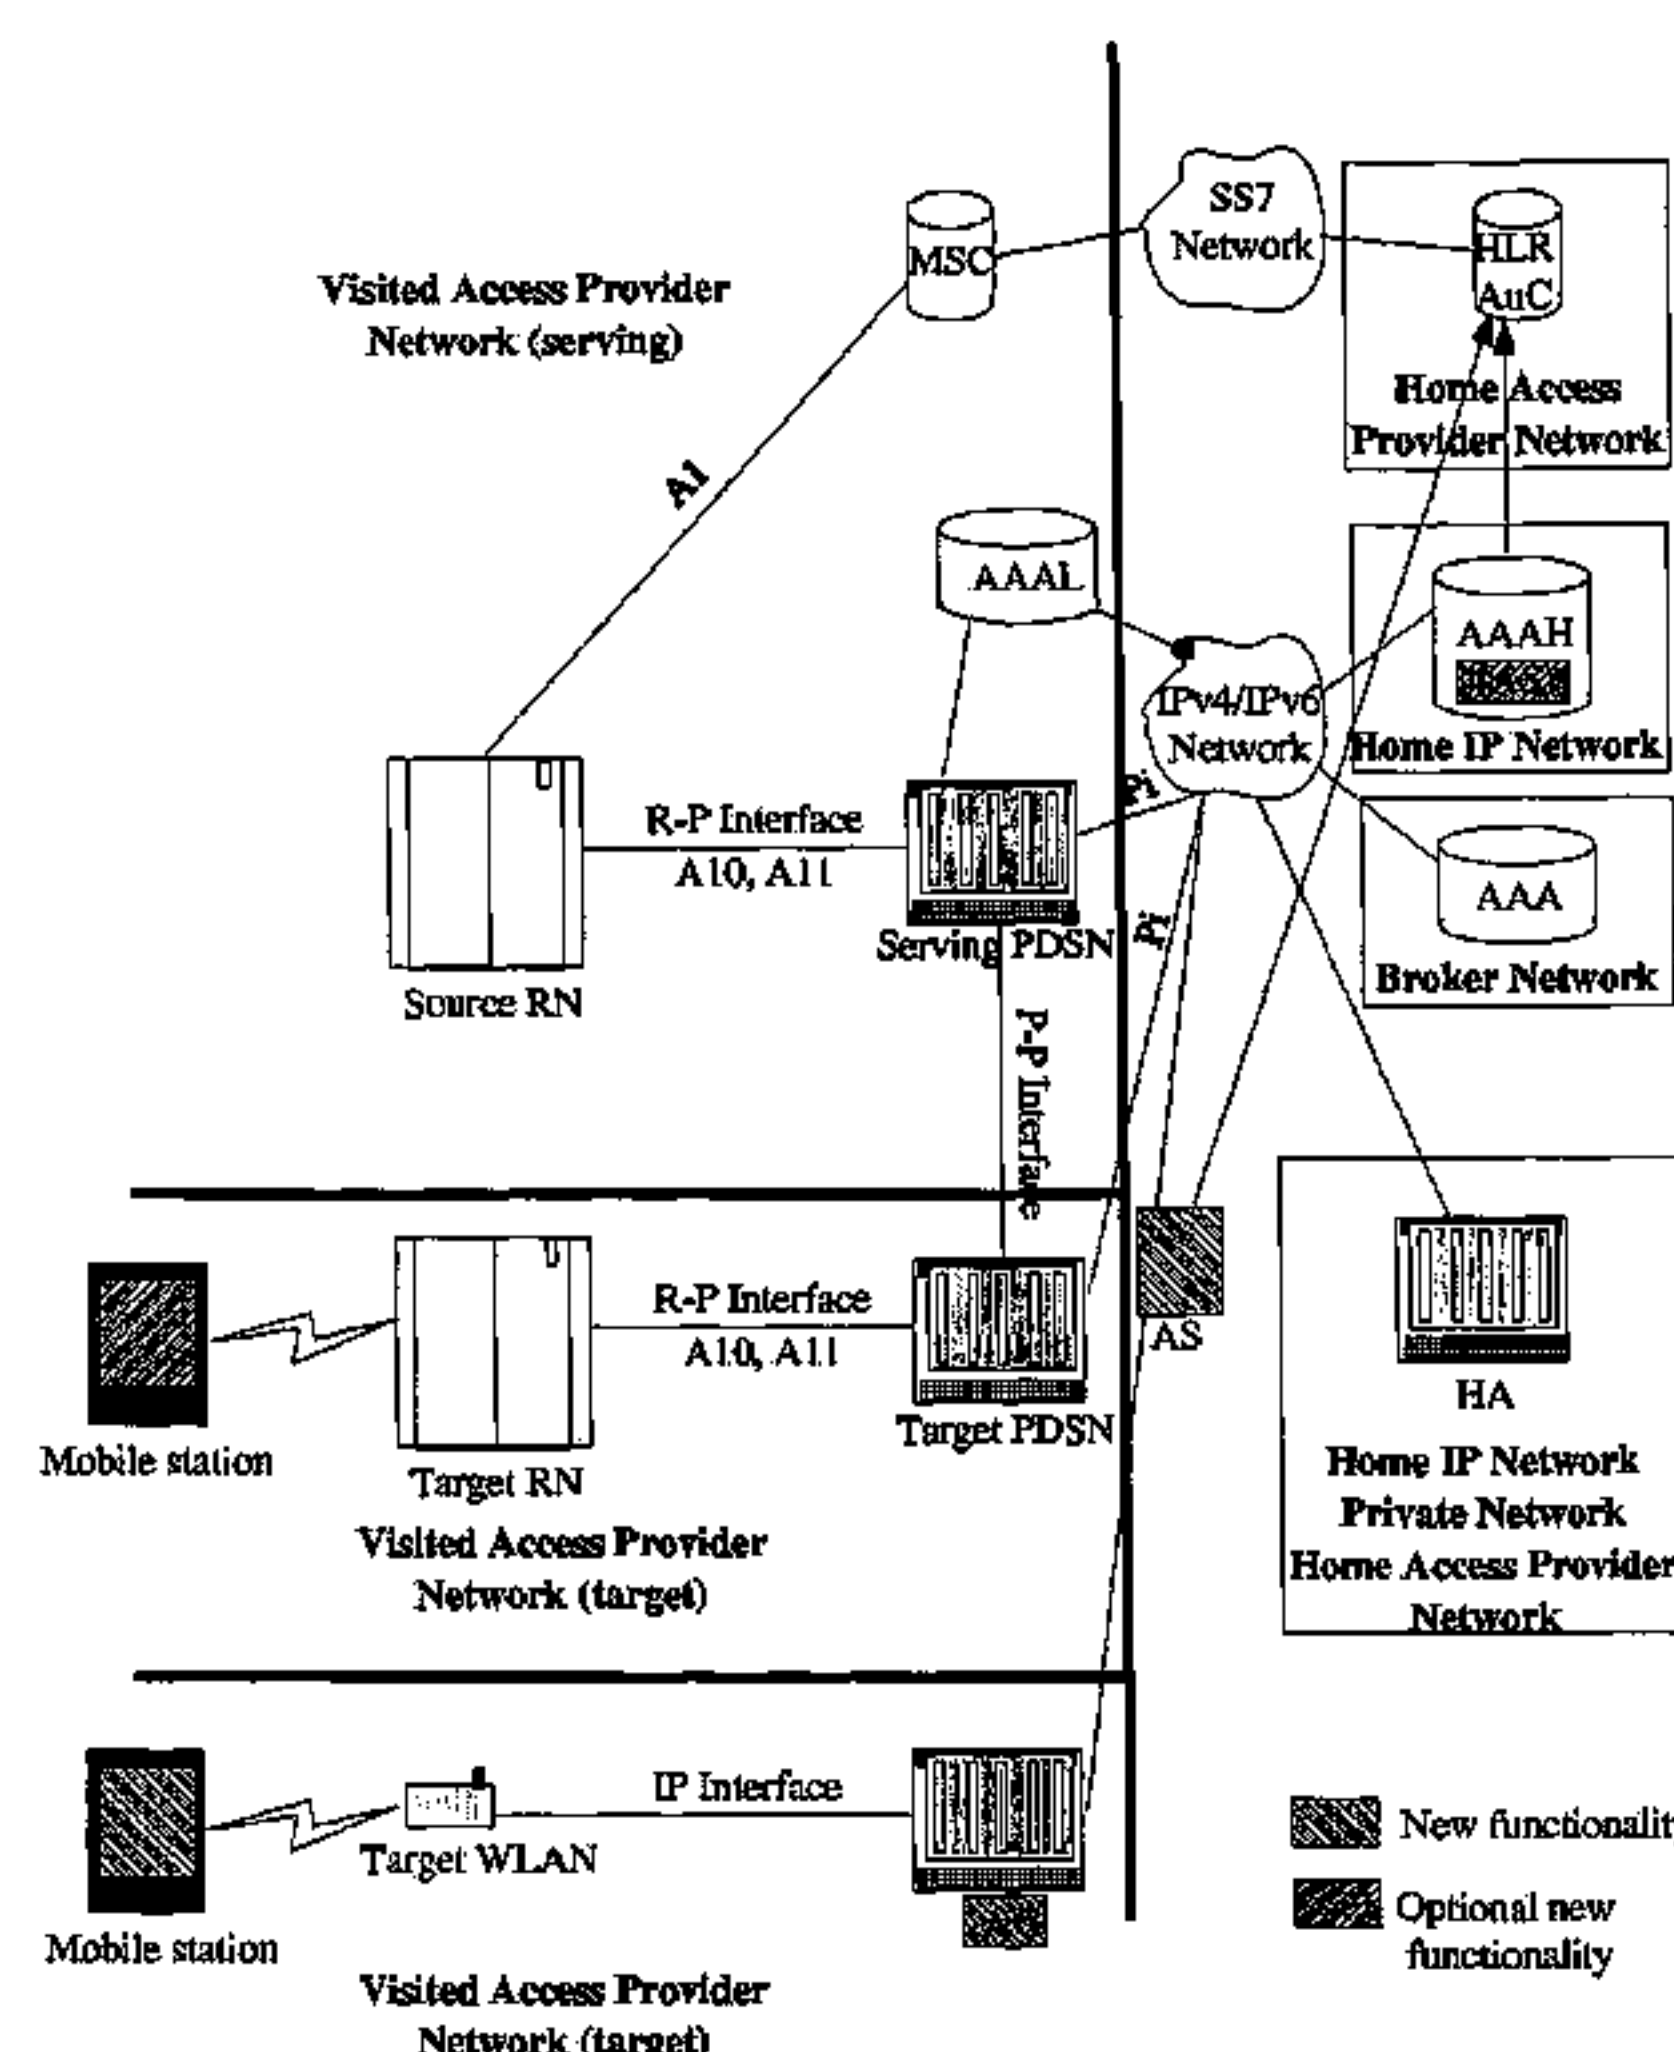 SS7
Network
MSC
HLR
AuC
Visited Access Provider
Network (serving)
Home Access
Provider Network
A1
AAAL
AAAH
IPv4/IPv6
Network
Home IP Network
Pi
R-P Interface
A10, A11
AAA
Serving PDSN
Pi
Broker Network
Source RN
P-P Interface
R-P Interface
A10, A11
AS
HA
Mobile station
Target RN
Target PDSN
Home IP Network
Private Network
Home Access Provider
Network
Visited Access Provider
Network (target)
IP Interface
Target WLAN
New functionalit
Optional new
functionality
Mobile station
Visited Access Provider
Network (target)